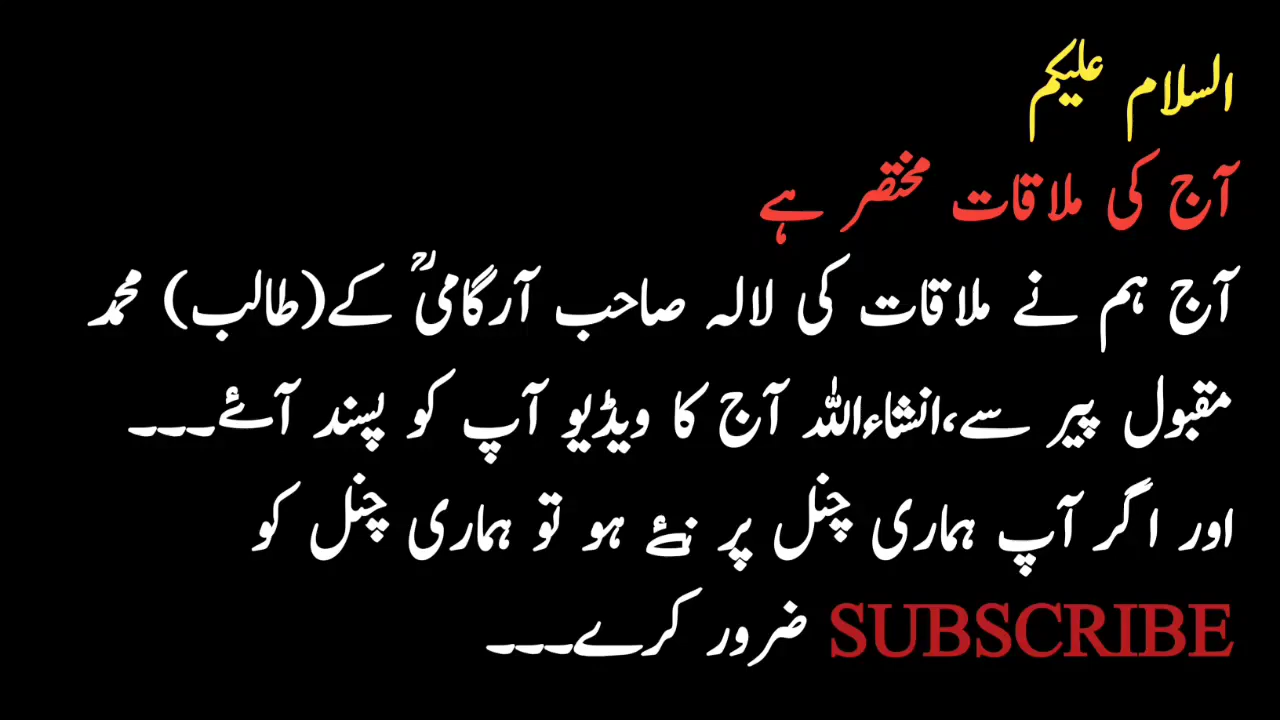 السلام علیکم
آج کی ملاقات مختصر ہے
آج ہم نے ملاقات کی لالہ صاحب آرگامیؒ کے(طالب) محمد
مقبول پیر سے،انشاءاللہ آج کا ویڈیو آپ کو پسند آئے۔۔۔
اور اگر آپ ہماری چنل پر نئے ہو تو ہماری چنل کو
SUBSCRIBE ضرور کرے۔۔۔